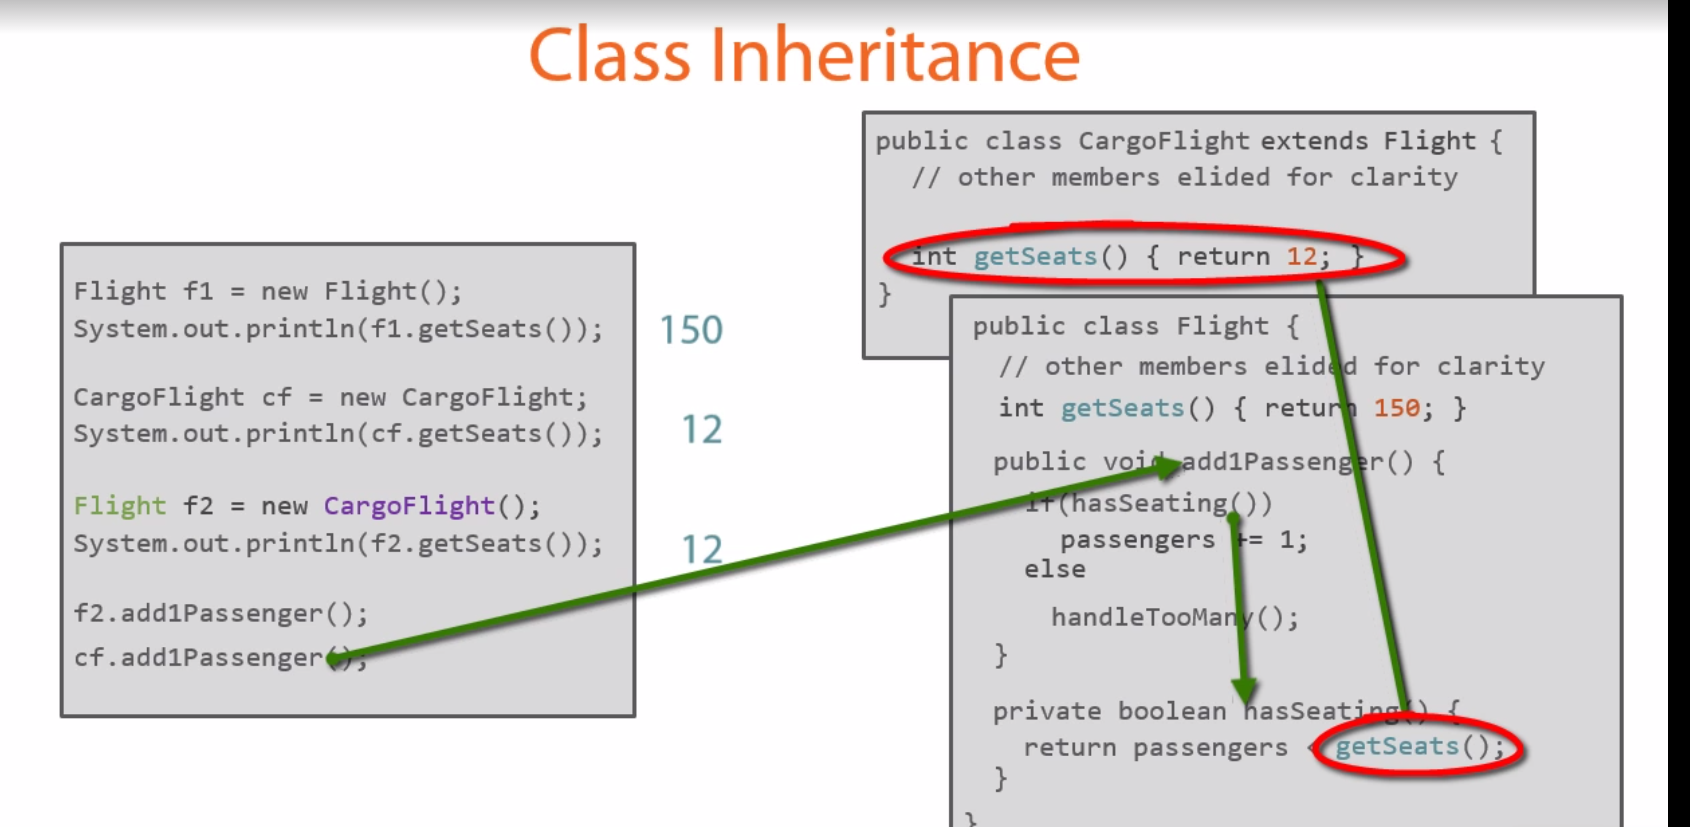 Class Inheritance
Flight f1 = new Flight();
System.out.println(f1.getSeats());
150
CargoFlight cf = new CargoFlight;
System.out.println(cf.getSeats());
12
Flight f2 = new CargoFlight();
System.out.println(f2.getSeats());
12
f2.add1Passenger();
cf.add1Passenger();
public class CargoFlight extends Flight {
// other members elided for clarity
int getSeats() { return 12; }
}
public class Flight {
// other members elided for clarity
int getSeats() { return 150; }
public void add1Passenger() {
if(hasSeating())
passengers += 1;
else
handleTooMany();
}
private boolean hasSeating() {
return passengers < getSeats();
}
}